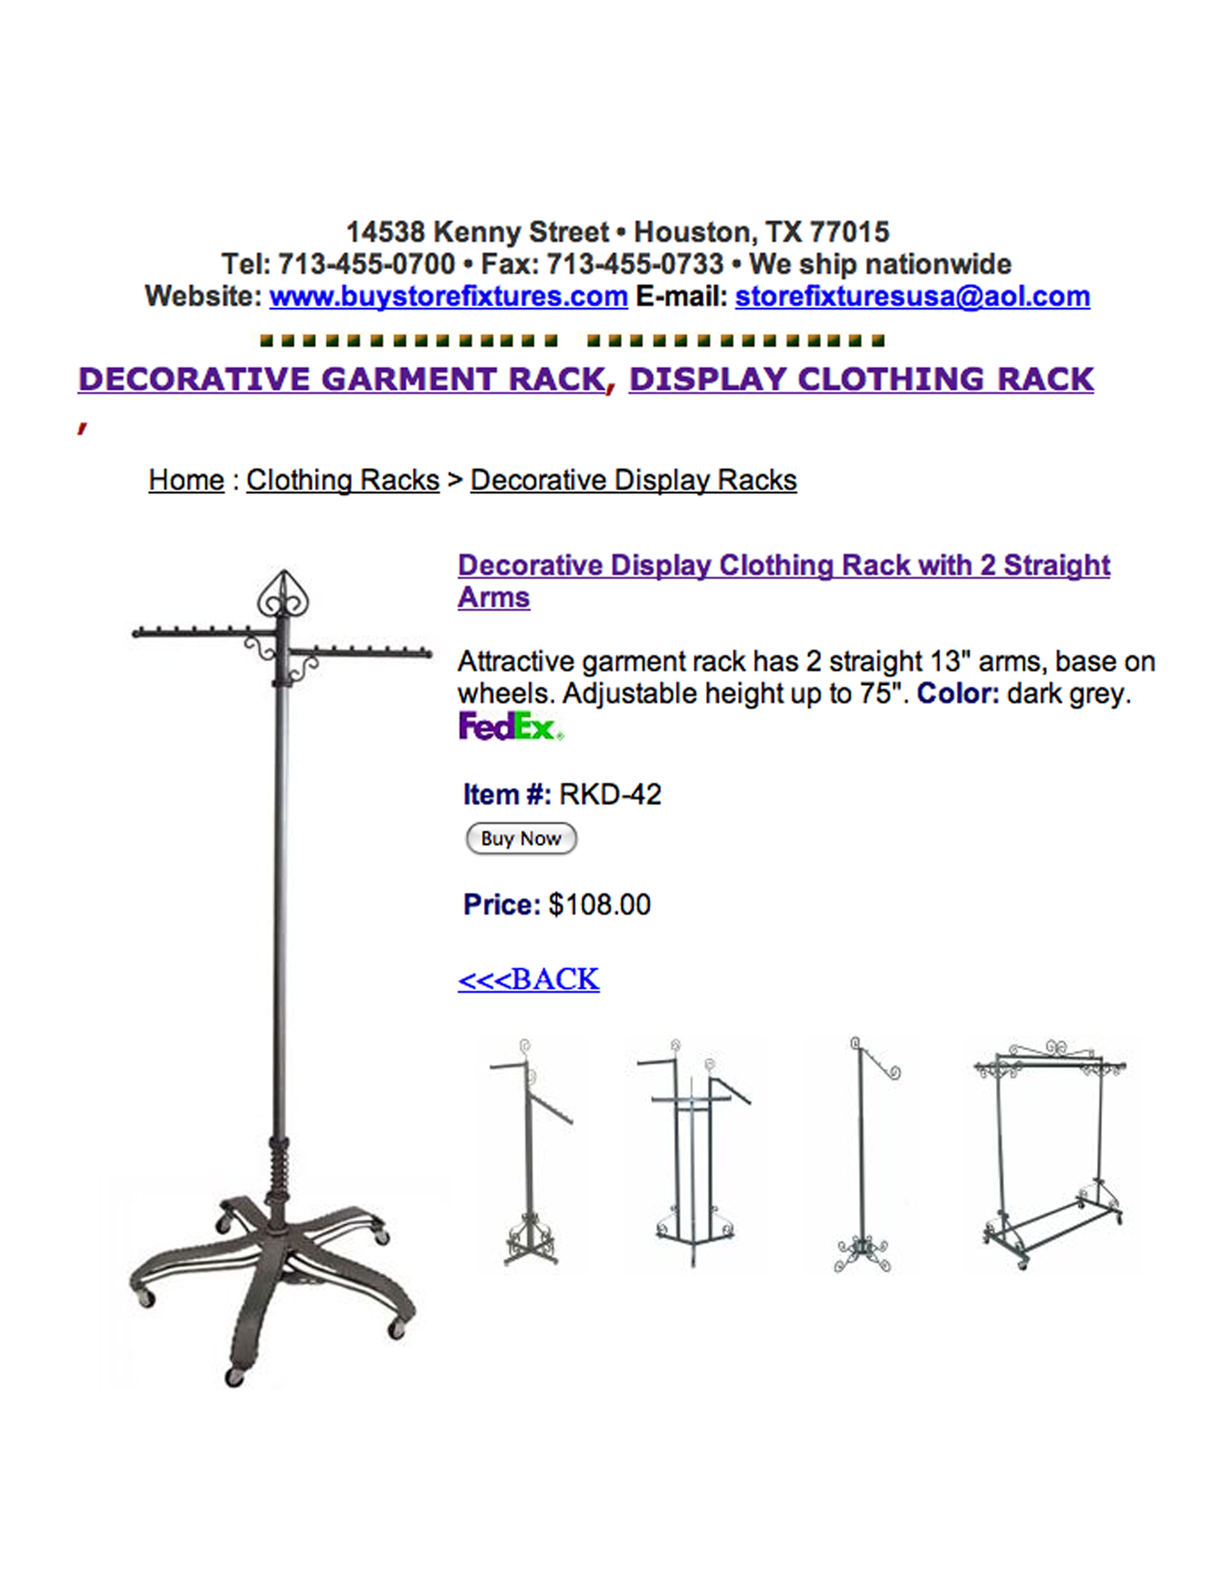 14538 Kenny Street • Houston, TX 77015
Tel: 713-455-0700 • Fax: 713-455-0733 • We ship nationwide
Website: www.buystorefixtures.com E-mail: storefixturesusa@aol.com
DECORATIVE GARMENT RACK, DISPLAY CLOTHING RACK
,
Home : Clothing Racks > Decorative Display Racks
Decorative Display Clothing Rack with 2 Straight
Arms
Attractive garment rack has 2 straight 13" arms, base on
wheels. Adjustable height up to 75". Color: dark grey.
FedEx®
Item #: RKD-42
Buy Now
Price: $108.00
<<<BACK